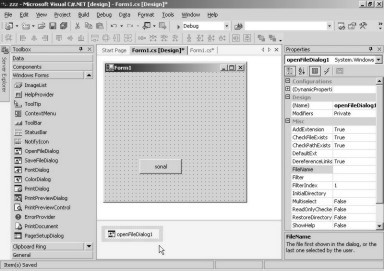 zzz - Microsoft Visual C#.NET [design] - Form1.cs [Design]*
File Edit View Project Build Debug Data Format Tools Window Help
Debug
Toolbox
Start Page Form1.cs [Design]* Form1.cs*
Properties
Server Explorer
Data
Components
Windows Forms
ImageList
HelpProvider
ToolTip
ContextMenu
ToolBar
StatusBar
NotifyIcon
OpenFileDialog
SaveFileDialog
FontDialog
ColorDialog
PrintDialog
PrintPreviewDialog
PrintPreviewControl
ErrorProvider
PrintDocument
PageSetupDialog
Clipboard Ring
General
Form1
openFileDialog1
openFileDialog1 System.Windows
Configurations
(DynamicProperti
Design
(Name) openFileDialog1
Modifiers Private
Misc
AddExtension True
CheckFileExists True
CheckPathExists True
DefaultExt
DereferenceLinks True
FileName
Filter
FilterIndex 1
InitialDirectory
Multiselect False
ReadOnlyChecke False
RestoreDirectory False
ShowHelp False
FileName
The file first shown in the dialog, or the
last one selected by the user.
Item(s) Saved